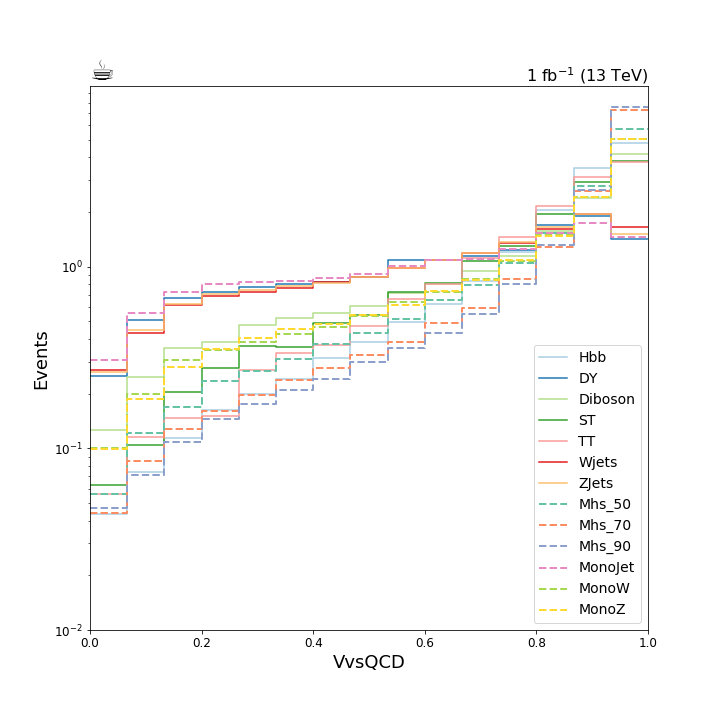 1 fb⁻¹ (13 TeV)
Events
10⁰
10⁻¹
10⁻²
0.0 0.2 0.4 0.6 0.8 1.0
VvsQCD
Hbb
DY
Diboson
ST
TT
Wjets
ZJets
Mhs_50
Mhs_70
Mhs_90
MonoJet
MonoW
MonoZ